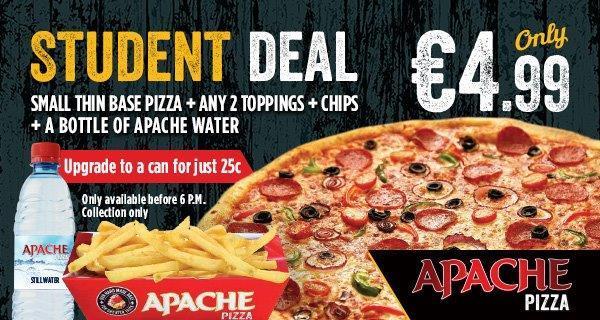 STUDENT DEAL
Only
€4.99
SMALL THIN BASE PIZZA + ANY 2 TOPPINGS + CHIPS
+ A BOTTLE OF APACHE WATER
Upgrade to a can for just 25c
Only available before 6 P.M.
Collection only
APACHE
STILL WATER
APACHE
PIZZA
APACHE
PIZZA